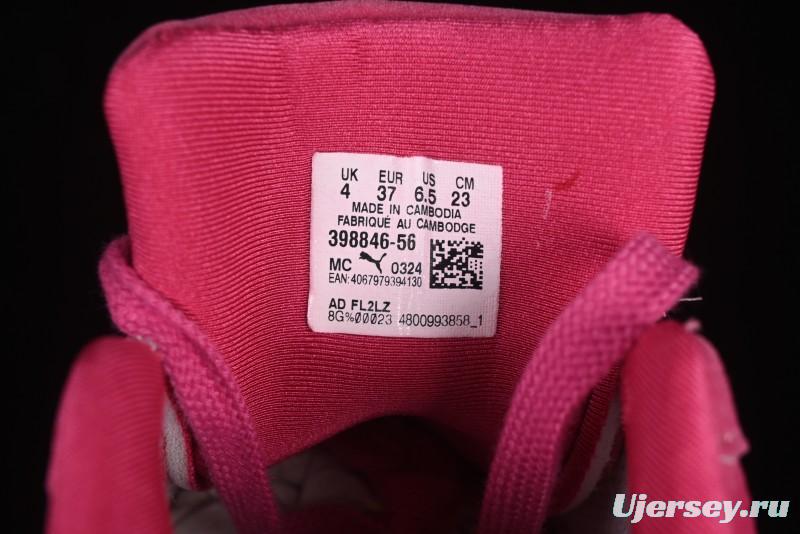 UK EUR US CM
4 37 6.5 23
MADE IN CAMBODIA
FABRIQUÉ AU CAMBODGE
398846-56
MC 0324
EAN:4067979394130
AD FL2LZ
8G%00023 4800993858_1
Ujersey.ru